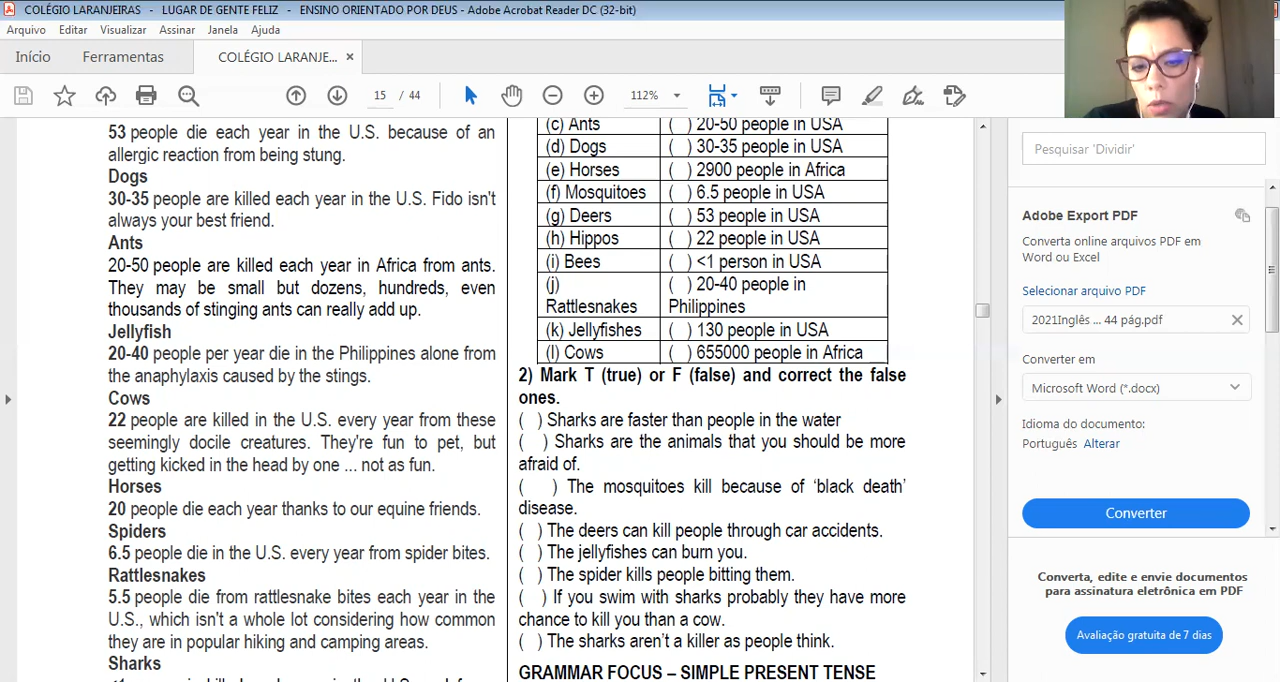 COLÉGIO LARANJEIRAS - LUGAR DE GENTE FELIZ - ENSINO ORIENTADO POR DEUS - Adobe Acrobat Reader DC (32-bit)
Arquivo Editar Visualizar Assinar Janela Ajuda
Início Ferramentas COLÉGIO LARANJE... ×
15 / 44 112%
53 people die each year in the U.S. because of an
allergic reaction from being stung.
Dogs
30-35 people are killed each year in the U.S. Fido isn't
always your best friend.
Ants
20-50 people are killed each year in Africa from ants.
They may be small but dozens, hundreds, even
thousands of stinging ants can really add up.
Jellyfish
20-40 people per year die in the Philippines alone from
the anaphylaxis caused by the stings.
Cows
22 people are killed in the U.S. every year from these
seemingly docile creatures. They're fun to pet, but
getting kicked in the head by one ... not as fun.
Horses
20 people die each year thanks to our equine friends.
Spiders
6.5 people die in the U.S. every year from spider bites.
Rattlesnakes
5.5 people die from rattlesnake bites each year in the
U.S., which isn't a whole lot considering how common
they are in popular hiking and camping areas.
Sharks
(c) Ants ( ) 20-50 people in USA
(d) Dogs ( ) 30-35 people in USA
(e) Horses ( ) 2900 people in Africa
(f) Mosquitoes ( ) 6.5 people in USA
(g) Deers ( ) 53 people in USA
(h) Hippos ( ) 22 people in USA
(i) Bees ( ) <1 person in USA
(j) ( ) 20-40 people in
Rattlesnakes Philippines
(k) Jellyfishes ( ) 130 people in USA
(l) Cows ( ) 655000 people in Africa
2) Mark T (true) or F (false) and correct the false
ones.
( ) Sharks are faster than people in the water
( ) Sharks are the animals that you should be more
afraid of.
( ) The mosquitoes kill because of ‘black death’
disease.
( ) The deers can kill people through car accidents.
( ) The jellyfishes can burn you.
( ) The spider kills people bitting them.
( ) If you swim with sharks probably they have more
chance to kill you than a cow.
( ) The sharks aren’t a killer as people think.
GRAMMAR FOCUS – SIMPLE PRESENT TENSE
Pesquisar 'Dividir'
Adobe Export PDF
Converta online arquivos PDF em
Word ou Excel
Selecionar arquivo PDF
2021Inglês ... 44 pág.pdf ×
Converter em
Microsoft Word (*.docx)
Idioma do documento:
Português Alterar
Converter
Converta, edite e envie documentos
para assinatura eletrônica em PDF
Avaliação gratuita de 7 dias